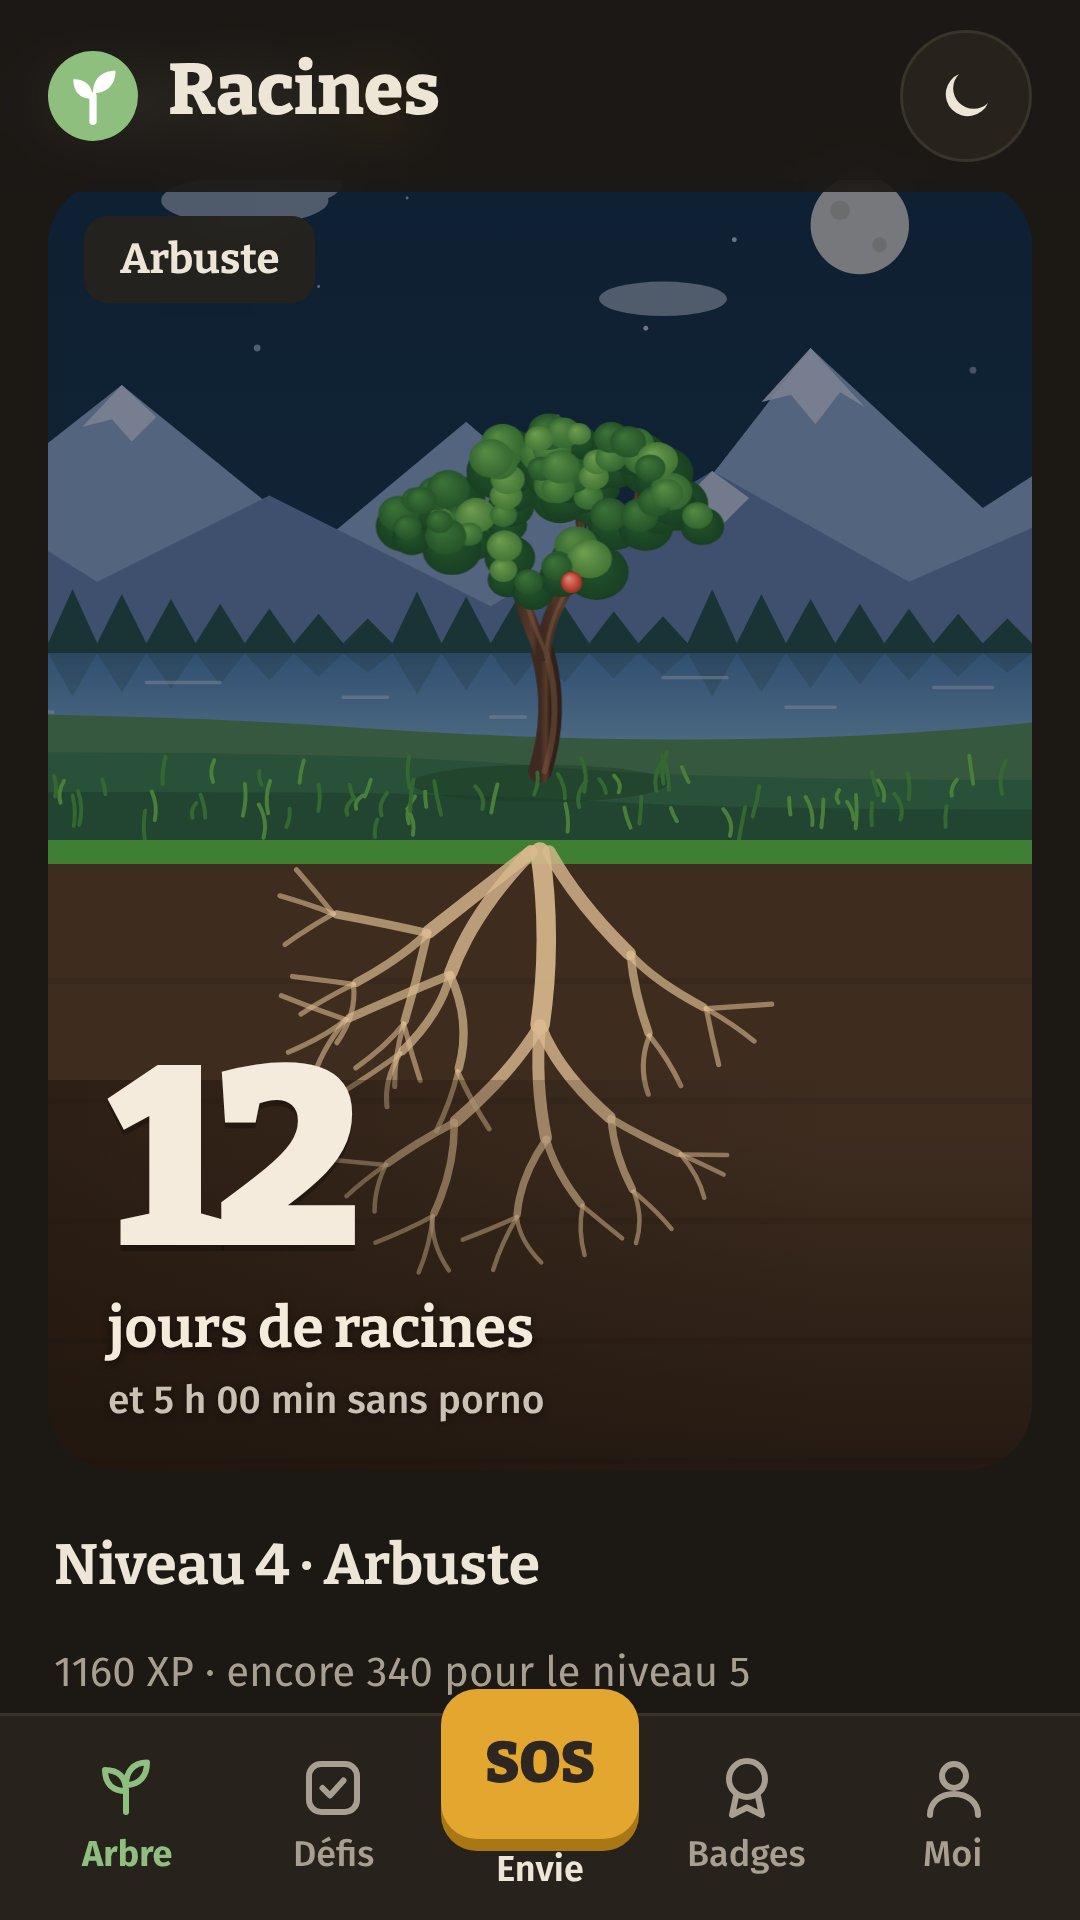 Racines
Arbuste
12
jours de racines
et 5 h 00 min sans porno
Niveau 4 · Arbuste
1160 XP · encore 340 pour le niveau 5
SOS
Arbre
Défis
Envie
Badges
Moi